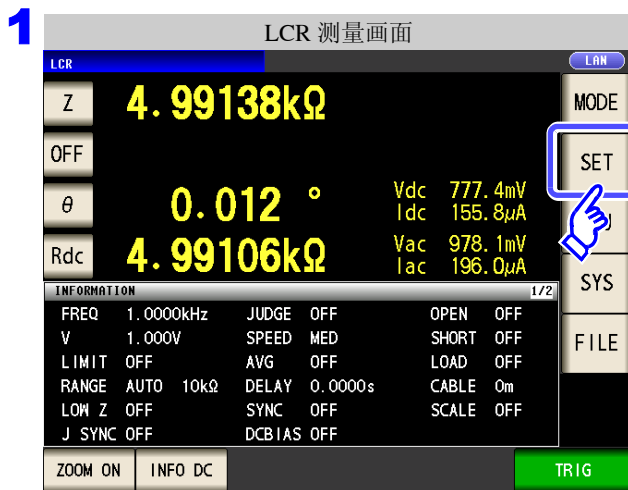 1
LCR 测量画面
LCR
LAN
Z 4.99138kΩ
MODE
OFF
SET
θ 0.012 °
Vdc 777.4mV
Idc 155.8μA
Rdc 4.99106kΩ
Vac 978.1mV
Iac 196.0μA
SYS
INFORMATION 1/2
FREQ 1.0000kHz JUDGE OFF OPEN OFF
V 1.000V SPEED MED SHORT OFF
FILE
LIMIT OFF AVG OFF LOAD OFF
RANGE AUTO 10kΩ DELAY 0.0000s CABLE 0m
LOW Z OFF SYNC OFF SCALE OFF
J SYNC OFF DCBIAS OFF
ZOOM ON INFO DC TRIG